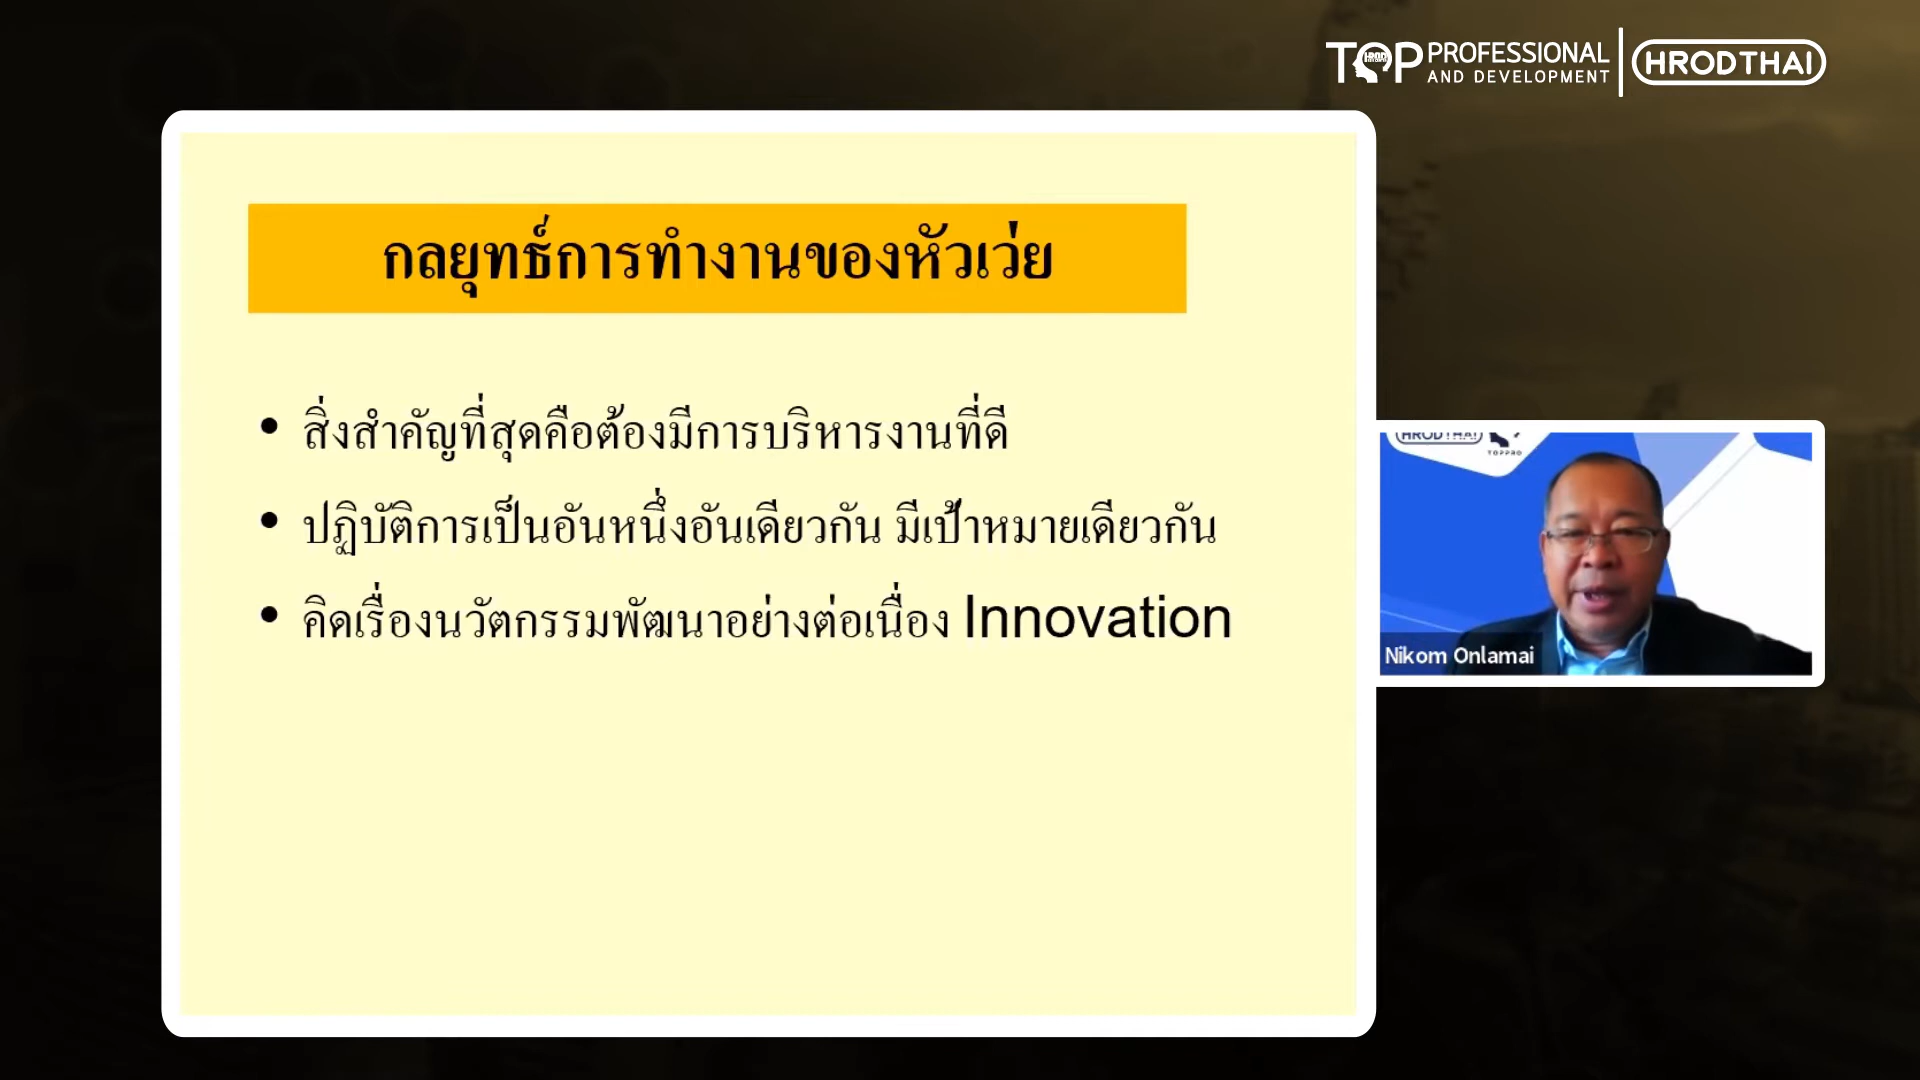 TOP PROFESSIONAL AND DEVELOPMENT
HRODTHAI
กลยุทธ์การทำงานของหัวเว่ย
• สิ่งสำคัญที่สุดคือต้องมีการบริหารงานที่ดี
• ปฏิบัติการเป็นอันหนึ่งอันเดียวกัน มีเป้าหมายเดียวกัน
• คิดเรื่องนวัตกรรมพัฒนาอย่างต่อเนื่อง Innovation
HRODTHAI
TOPPRO
Nikom Onlamai